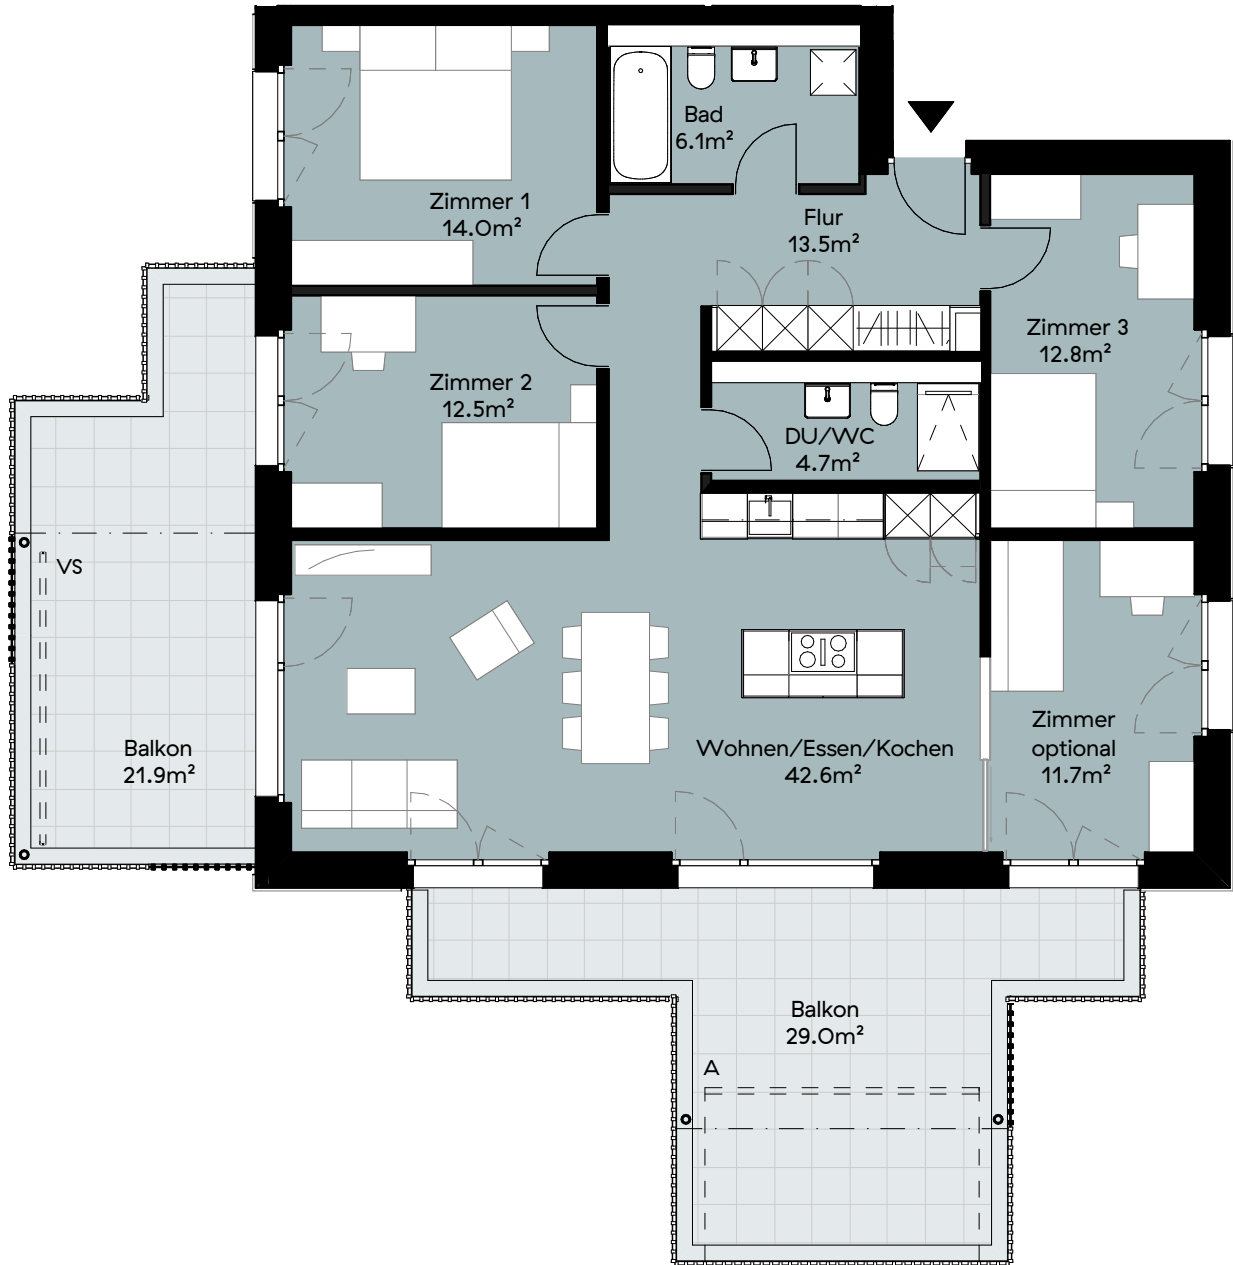 Bad
6.1m²
Zimmer 1
14.0m²
Flur
13.5m²
Zimmer 3
12.8m²
Zimmer 2
12.5m²
DU/WC
4.7m²
VS
Balkon
21.9m²
Wohnen/Essen/Kochen
42.6m²
Zimmer
optional
11.7m²
Balkon
29.0m²
A